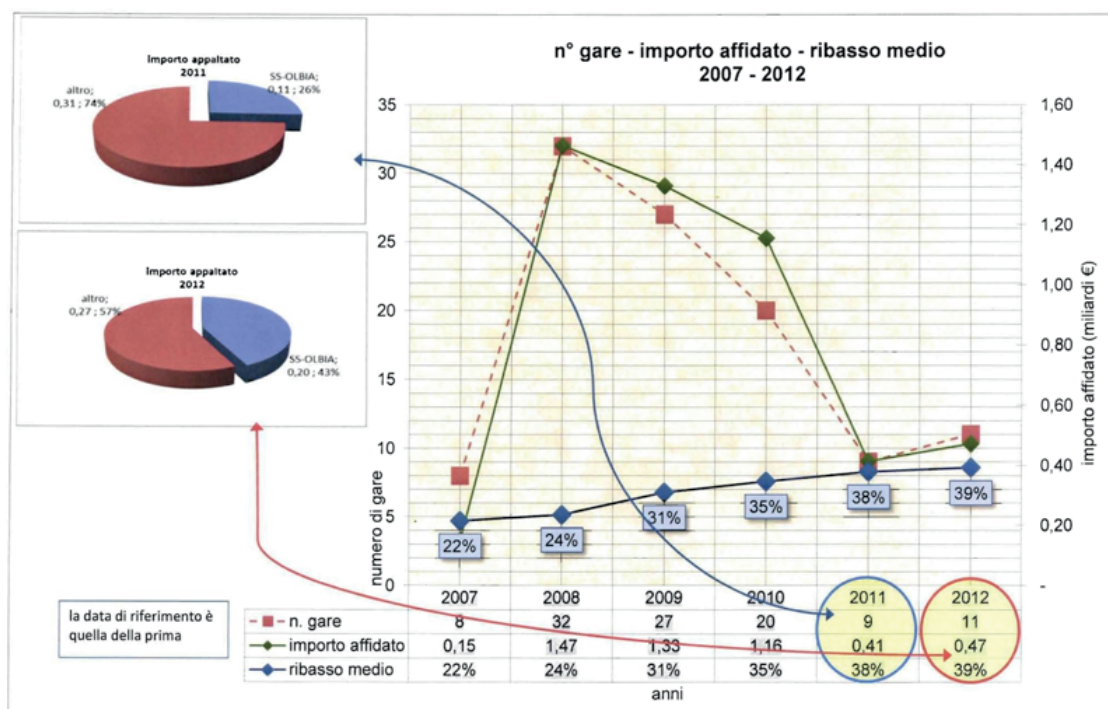 Importo appaltato
2011
SS-OLBIA;
0,11 ; 26%
altro;
0,31 ; 74%
Importo appaltato
2012
altro;
0,27 ; 57%
SS-OLBIA;
0,20 ; 43%
la data di riferimento è
quella della prima
n° gare - importo affidato - ribasso medio
2007 - 2012
35
30
25
20
15
10
5
0
numero di gare
1,60
1,40
1,20
1,00
0,80
0,60
0,40
0,20
-
importo affidato (miliardi €)
22%
24%
31%
35%
38%
39%
2007 2008 2009 2010 2011 2012
n. gare 8 32 27 20 9 11
importo affidato 0,15 1,47 1,33 1,16 0,41 0,47
ribasso medio 22% 24% 31% 35% 38% 39%
anni